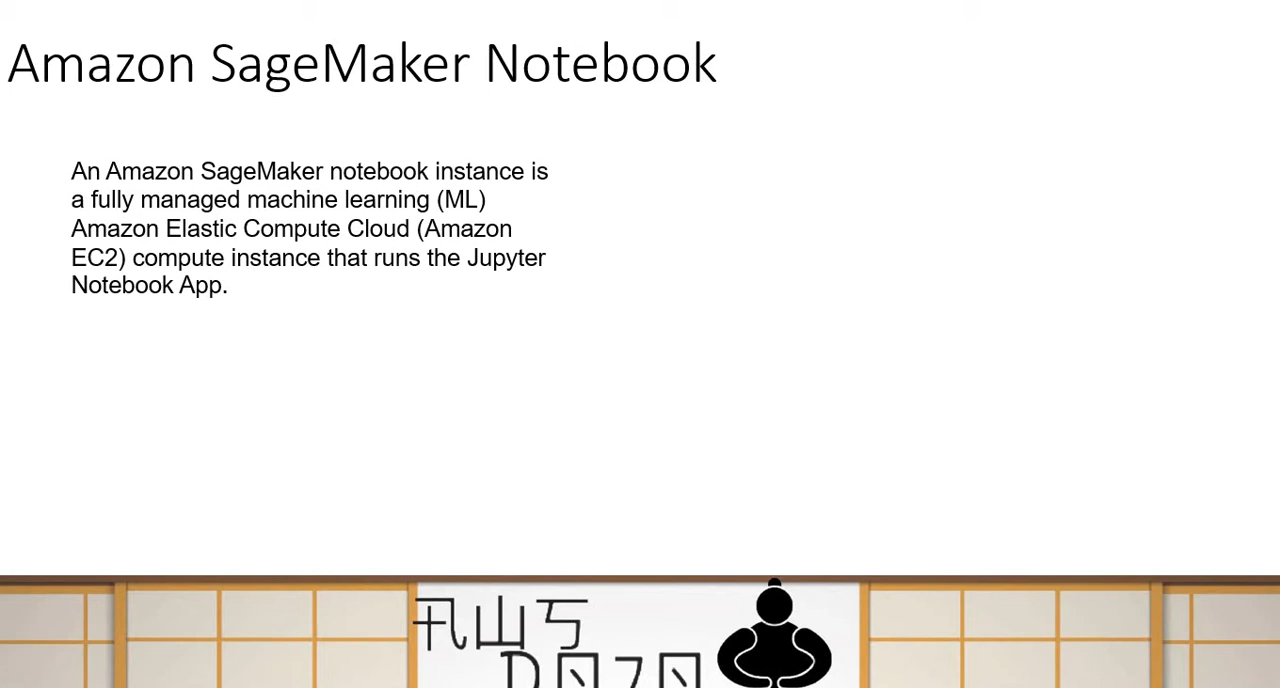 Amazon SageMaker Notebook
An Amazon SageMaker notebook instance is
a fully managed machine learning (ML)
Amazon Elastic Compute Cloud (Amazon
EC2) compute instance that runs the Jupyter
Notebook App.